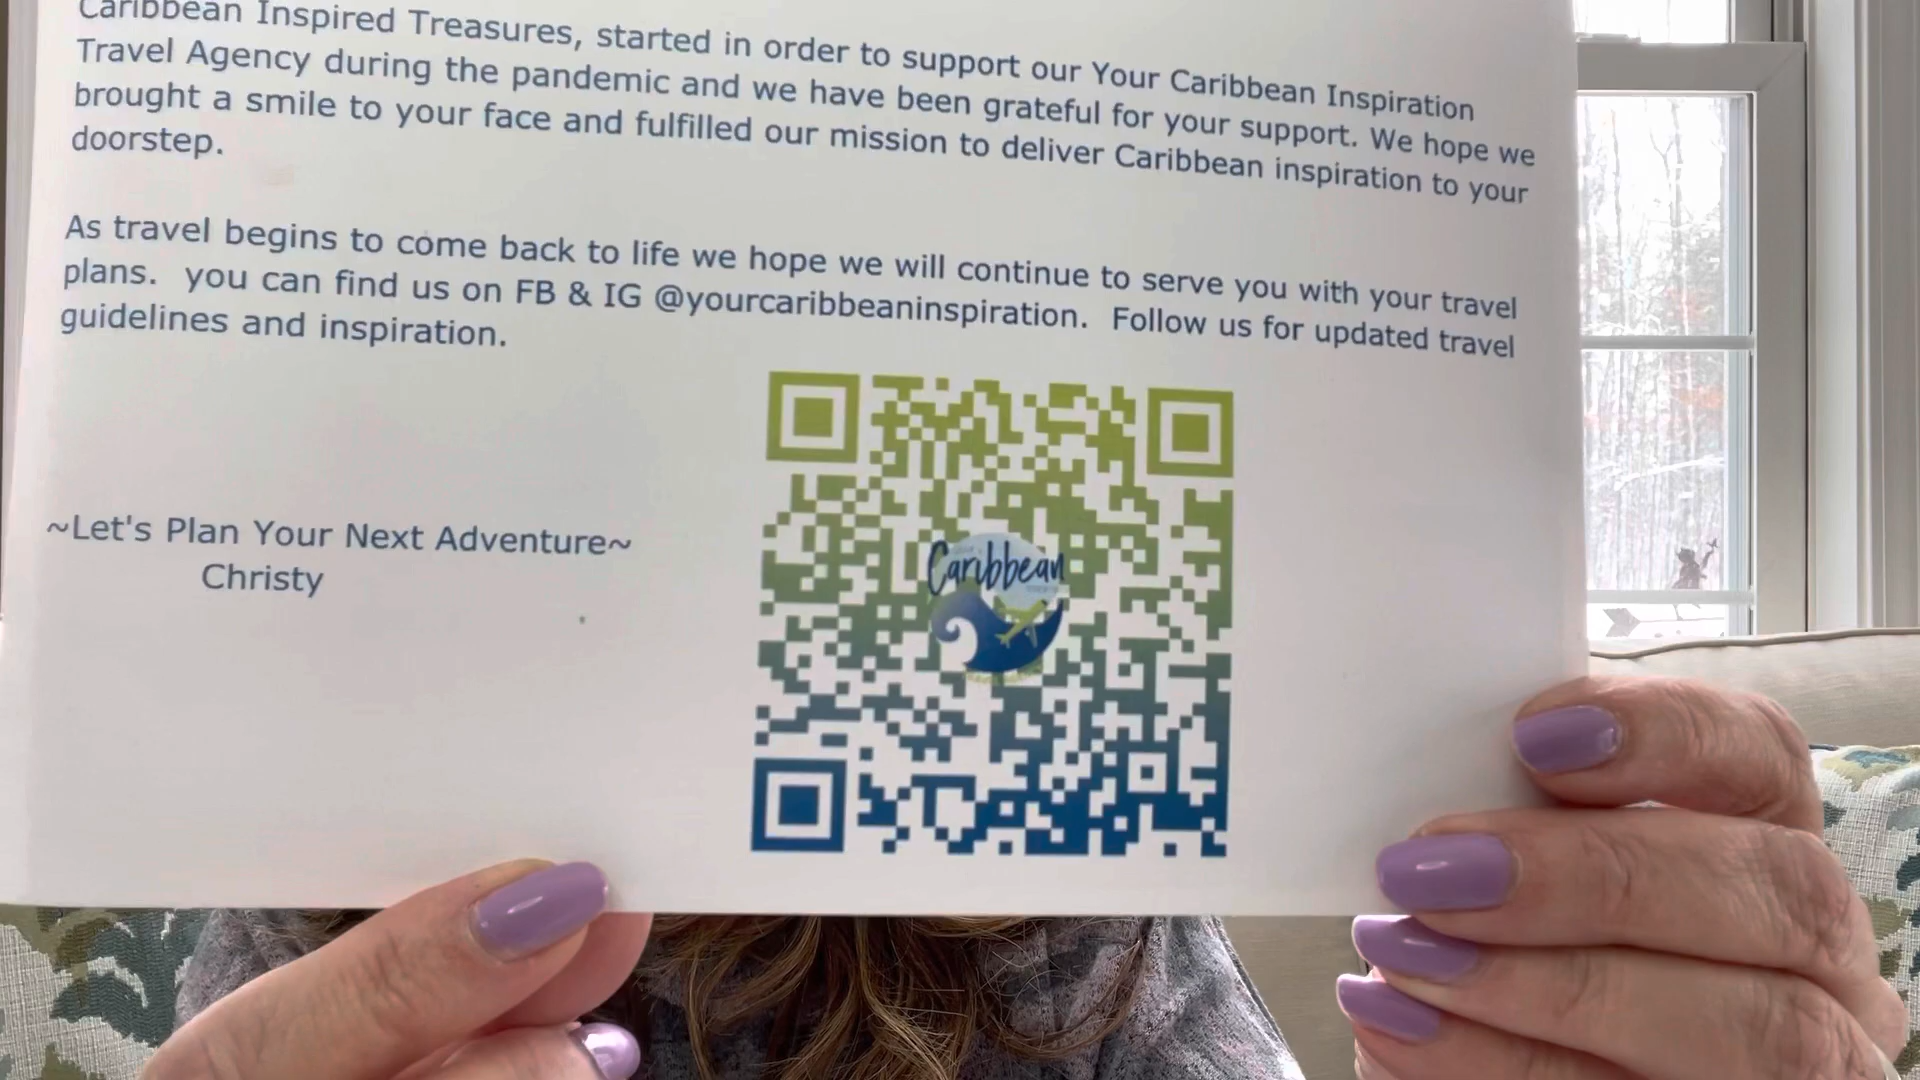 Caribbean Inspired Treasures, started in order to support our Your Caribbean Inspiration
Travel Agency during the pandemic and we have been grateful for your support. We hope we
brought a smile to your face and fulfilled our mission to deliver Caribbean inspiration to your
doorstep.
As travel begins to come back to life we hope we will continue to serve you with your travel
plans. you can find us on FB & IG @yourcaribbeaninspiration. Follow us for updated travel
guidelines and inspiration.
~Let's Plan Your Next Adventure~
Christy
Caribbean